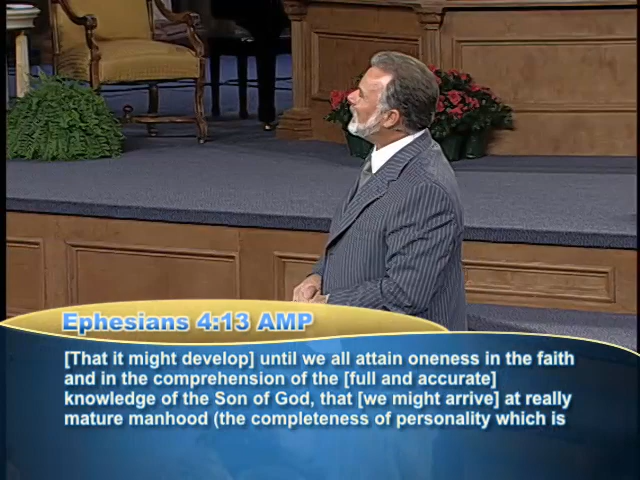 Ephesians 4:13 AMP
[That it might develop] until we all attain oneness in the faith
and in the comprehension of the [full and accurate]
knowledge of the Son of God, that [we might arrive] at really
mature manhood (the completeness of personality which is